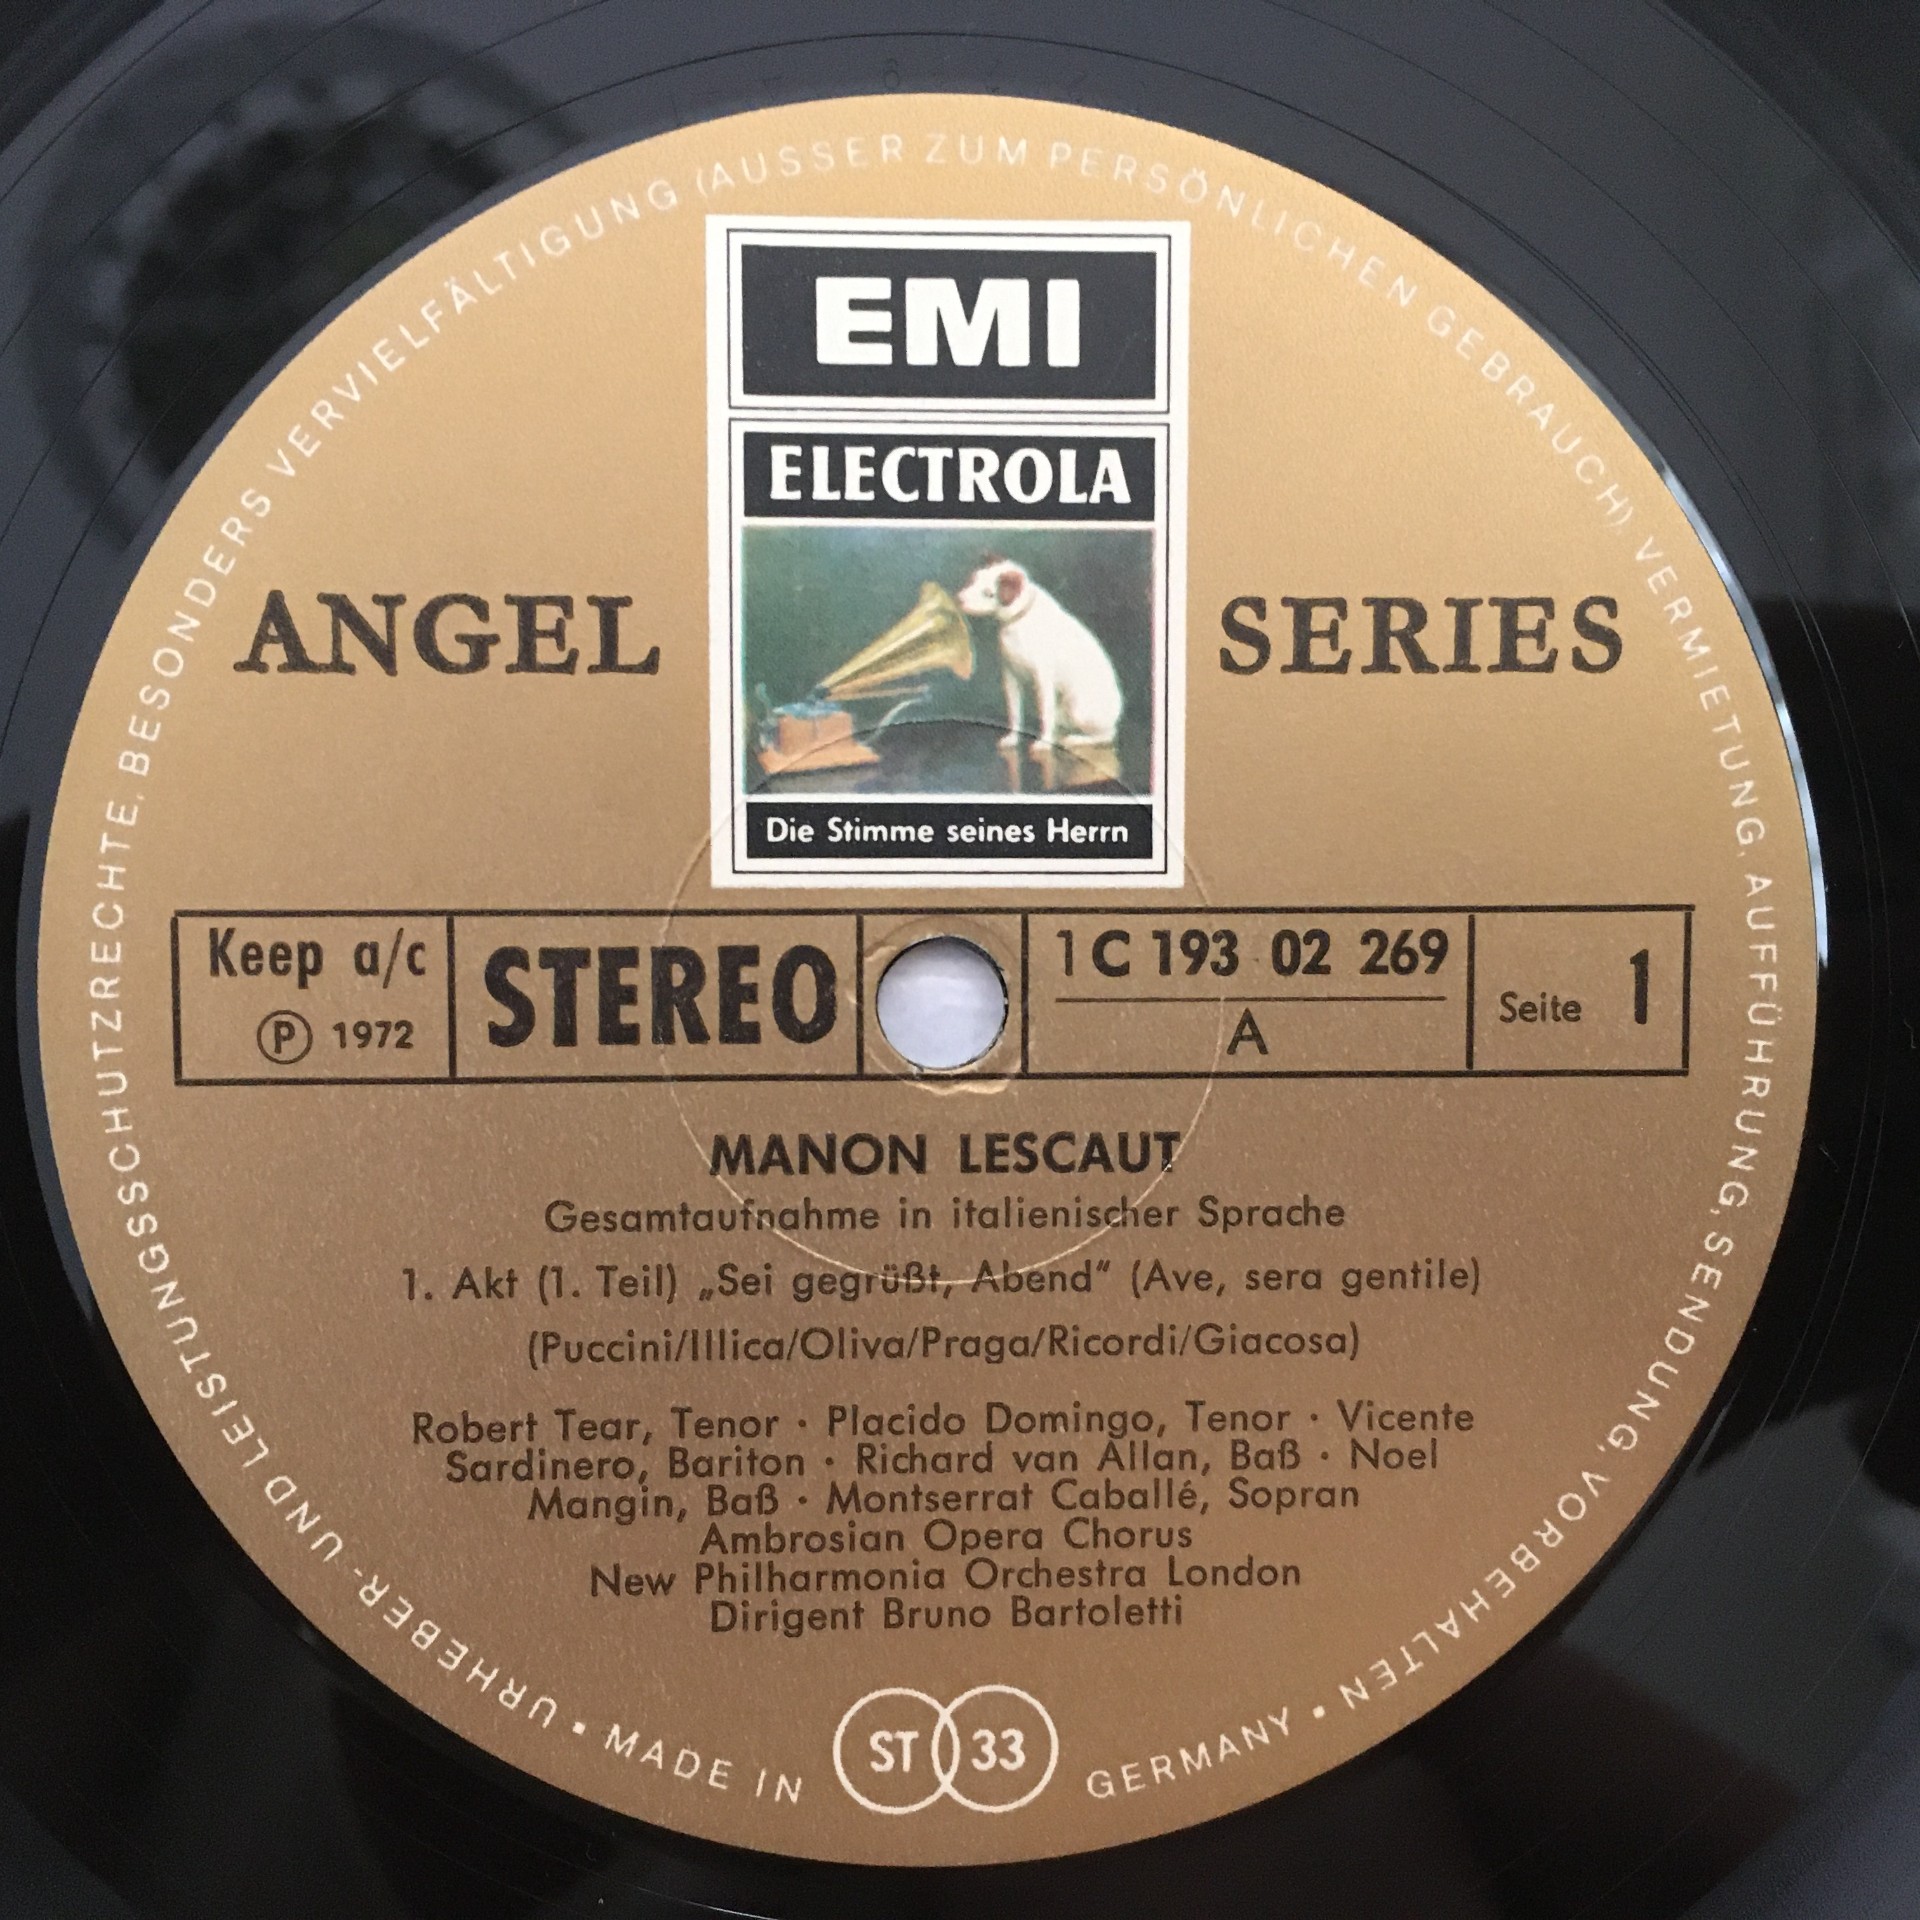 EMI
ELECTROLA
ANGEL SERIES
Die Stimme seines Herrn
Keep a/c
Ⓟ 1972
STEREO
1 C 193 02 269
A
Seite 1
MANON LESCAUT
Gesamtaufnahme in italienischer Sprache
1. Akt (1. Teil) „Sei gegrüßt, Abend“ (Ave, sera gentile)
(Puccini/Illica/Oliva/Praga/Ricordi/Giacosa)
Robert Tear, Tenor · Placido Domingo, Tenor · Vicente
Sardinero, Bariton · Richard van Allan, Baß · Noel
Mangin, Baß · Montserrat Caballé, Sopran
Ambrosian Opera Chorus
New Philharmonia Orchestra London
Dirigent Bruno Bartoletti
URHEBER- UND LEISTUNGSSCHUTZRECHTE, BESONDERS VERVIELFÄLTIGUNG (AUSSER ZUM PERSÖNLICHEN GEBRAUCH), VERMIETUNG, AUFFÜHRUNG, SENDUNG, VORBEHALTEN •
• MADE IN ST 33 GERMANY